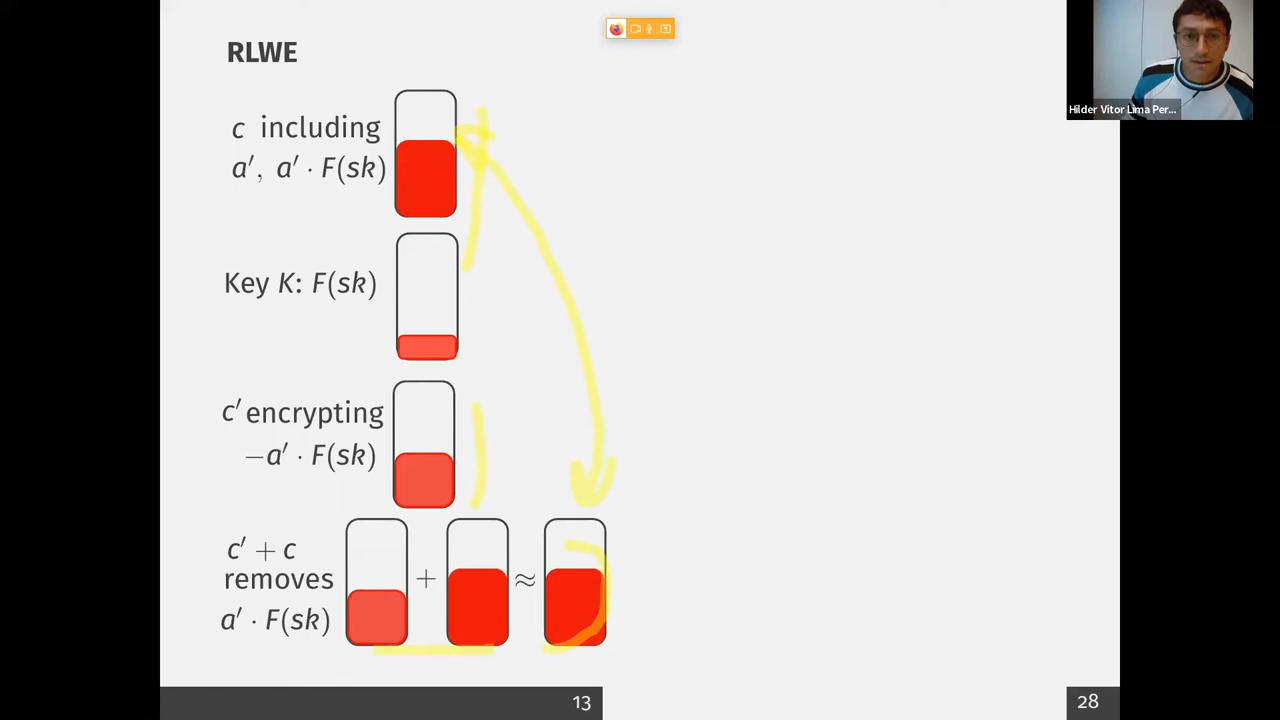 RLWE
c including
a′, a′ · F(sk)
Key K: F(sk)
c′ encrypting
−a′ · F(sk)
c′ + c
removes
a′ · F(sk)
+ ≈
13
28
Hilder Vitor Lima Per...